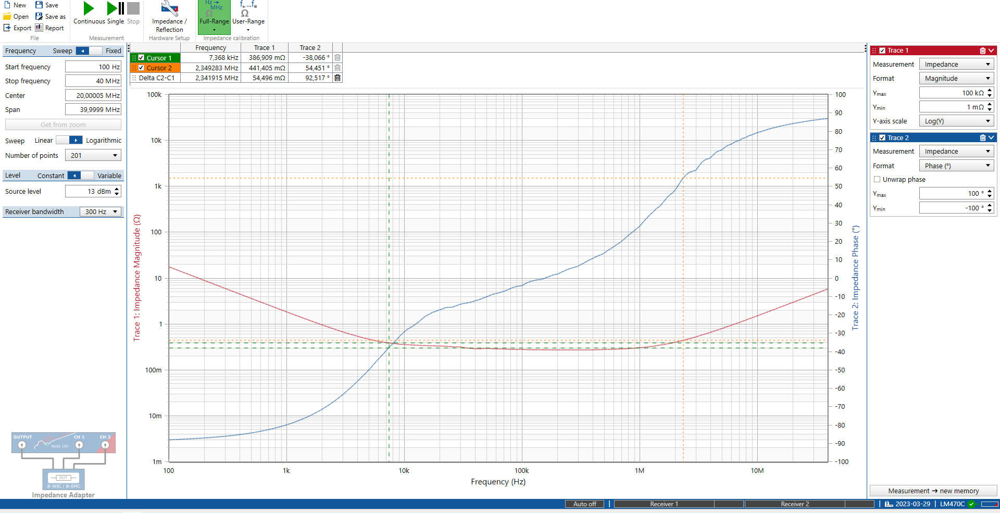 New Save
Open Save as
Export Report
File
Continuous Single Stop
Measurement
Impedance /
Reflection
Hardware Setup
Hz →
MHz
Ω
Full-Range
f....f
Ω
User-Range
Impedance calibration
Frequency Sweep Fixed
Start frequency 100 Hz
Stop frequency 40 MHz
Center 20,00005 MHz
Span 39,9999 MHz
Get from zoom
Sweep Linear Logarithmic
Number of points 201
Level Constant Variable
Source level 13 dBm
Receiver bandwidth 300 Hz
Frequency Trace 1 Trace 2
Cursor 1 7,368 kHz 386,909 mΩ -38,066 °
Cursor 2 2,349283 MHz 441,405 mΩ 54,451 °
Delta C2-C1 2,341915 MHz 54,496 mΩ 92,517 °
Trace 1: Impedance Magnitude (Ω)
100k
10k
1k
100
10
1
100m
10m
1m
100 1k 10k 100k 1M 10M
Frequency (Hz)
100
90
80
70
60
50
40
30
20
10
0
-10
-20
-30
-40
-50
-60
-70
-80
-90
-100
Trace 2: Impedance Phase (°)
Trace 1
Measurement Impedance
Format Magnitude
Ymax 100 kΩ
Ymin 1 mΩ
Y-axis scale Log(Y)
Trace 2
Measurement Impedance
Format Phase (°)
Unwrap phase
Ymax 100 °
Ymin -100 °
OUTPUT CH 1 CH 2
Bode 100
DUT
B-WIC / B-SMC
Impedance Adapter
Measurement → new memory
Auto off | Receiver 1 Receiver 2 | 2023-03-29 | LM470C